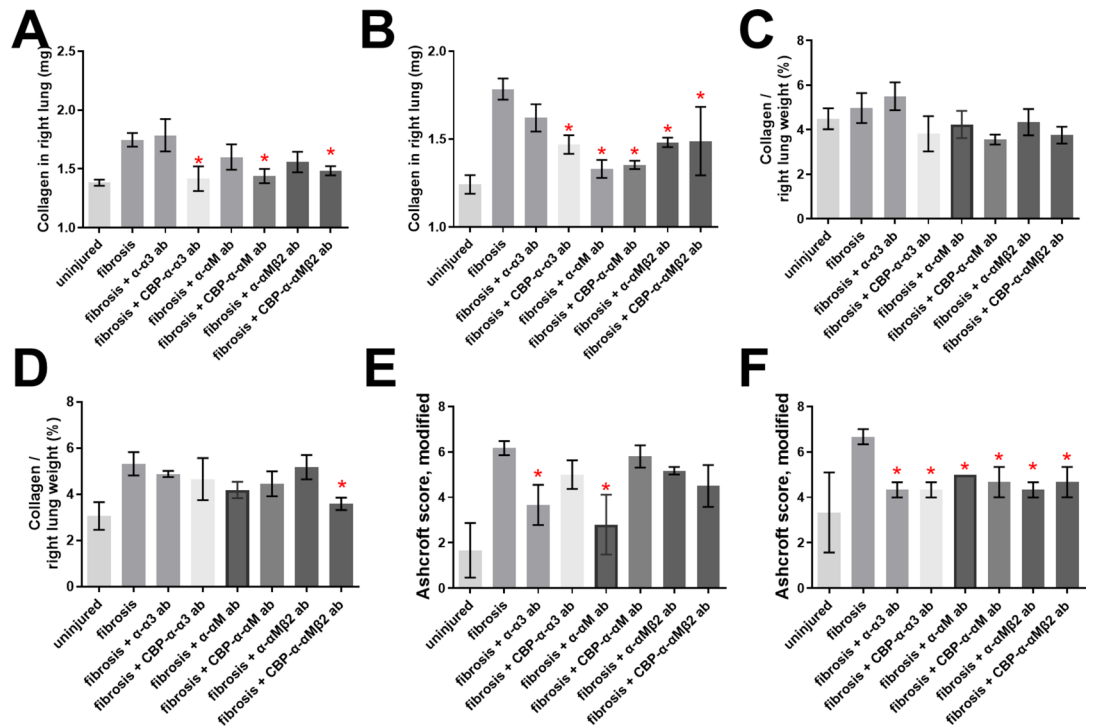 A
Collagen in right lung (mg)
2.5
2.0
1.5
1.0
*
*
*
uninjured
fibrosis
fibrosis + α-α3 ab
fibrosis + CBP-α-α3 ab
fibrosis + α-αM ab
fibrosis + CBP-α-αM ab
fibrosis + α-αMβ2 ab
fibrosis + CBP-α-αMβ2 ab
B
Collagen in right lung (mg)
2.0
1.5
1.0
*
*
*
*
*
uninjured
fibrosis
fibrosis + α-α3 ab
fibrosis + CBP-α-α3 ab
fibrosis + α-αM ab
fibrosis + CBP-α-αM ab
fibrosis + α-αMβ2 ab
fibrosis + CBP-α-αMβ2 ab
C
Collagen /
right lung weight (%)
8
6
4
2
0
uninjured
fibrosis
fibrosis + α-α3 ab
fibrosis + CBP-α-α3 ab
fibrosis + α-αM ab
fibrosis + CBP-α-αM ab
fibrosis + α-αMβ2 ab
fibrosis + CBP-α-αMβ2 ab
D
Collagen /
right lung weight (%)
8
6
4
2
0
*
uninjured
fibrosis
fibrosis + α-α3 ab
fibrosis + CBP-α-α3 ab
fibrosis + α-αM ab
fibrosis + CBP-α-αM ab
fibrosis + α-αMβ2 ab
fibrosis + CBP-α-αMβ2 ab
E
Ashcroft score, modified
8
6
4
2
0
*
*
uninjured
fibrosis
fibrosis + α-α3 ab
fibrosis + CBP-α-α3 ab
fibrosis + α-αM ab
fibrosis + CBP-α-αM ab
fibrosis + α-αMβ2 ab
fibrosis + CBP-α-αMβ2 ab
F
Ashcroft score, modified
8
6
4
2
0
*
*
*
*
*
*
uninjured
fibrosis
fibrosis + α-α3 ab
fibrosis + CBP-α-α3 ab
fibrosis + α-αM ab
fibrosis + CBP-α-αM ab
fibrosis + α-αMβ2 ab
fibrosis + CBP-α-αMβ2 ab